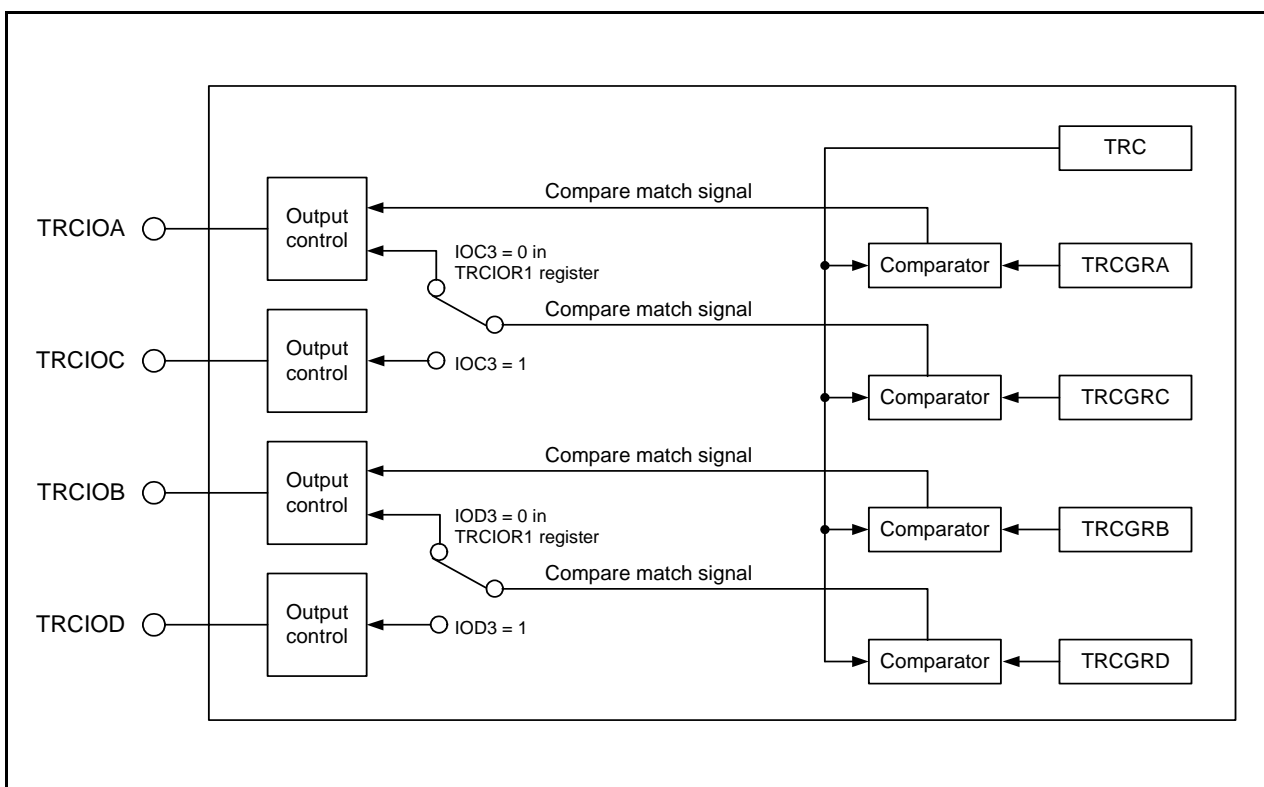 TRC
Compare match signal
TRCIOA
Output
control
IOC3 = 0 in
TRCIOR1 register
Comparator
TRCGRA
Compare match signal
TRCIOC
Output
control
IOC3 = 1
Comparator
TRCGRC
Compare match signal
TRCIOB
Output
control
IOD3 = 0 in
TRCIOR1 register
Comparator
TRCGRB
Compare match signal
TRCIOD
Output
control
IOD3 = 1
Comparator
TRCGRD